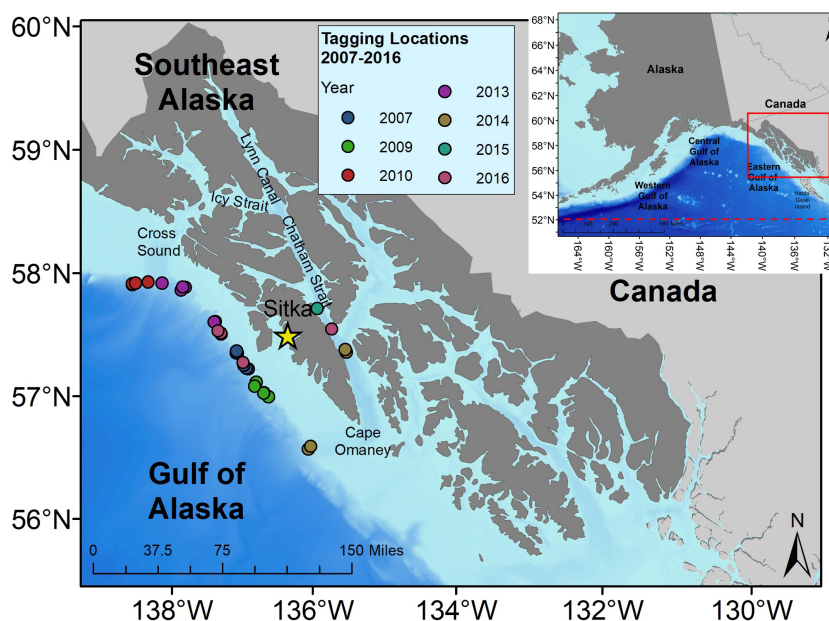 60°N
59°N
58°N
57°N
56°N
138°W
136°W
134°W
132°W
130°W
Southeast
Alaska
Tagging Locations
2007-2016
Year
2007
2009
2010
2013
2014
2015
2016
Lynn Canal
Icy Strait
Chatham Strait
Cross
Sound
Sitka
Cape
Omaney
Canada
Gulf of
Alaska
0 37.5 75 150 Miles
N
68°N
66°N
64°N
62°N
60°N
58°N
56°N
54°N
52°N
Alaska
Canada
Central
Gulf of
Alaska
Eastern
Gulf of
Alaska
Western
Gulf of
Alaska
Island
164°W
160°W
156°W
152°W
148°W
144°W
140°W
136°W